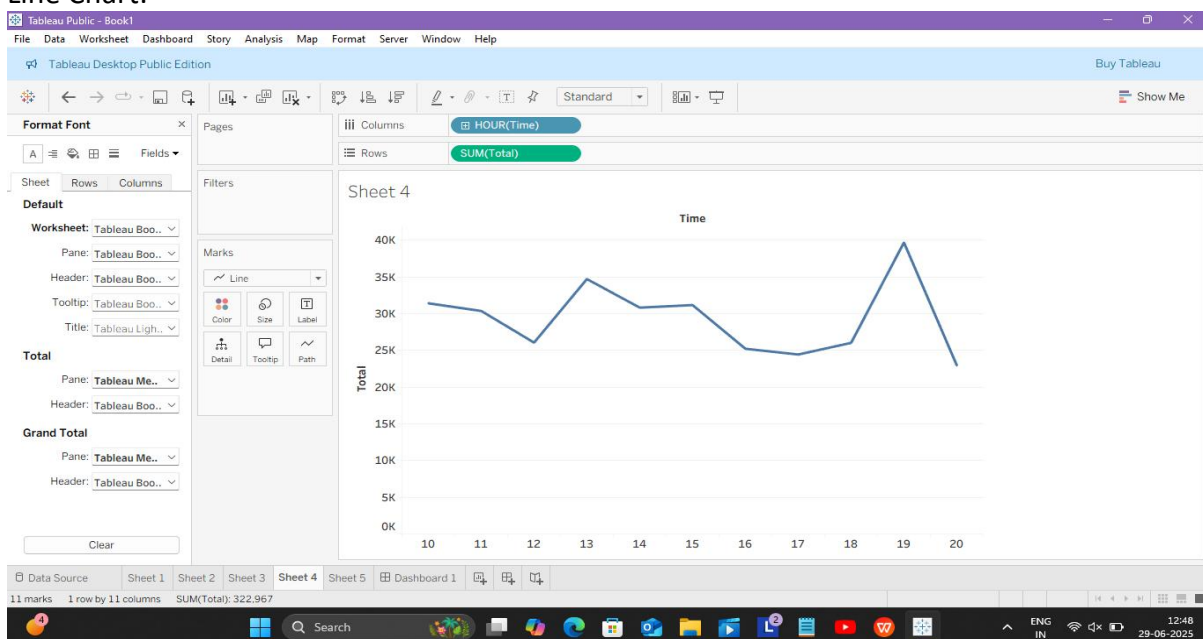 Line Chart:
Tableau Public - Book1
File Data Worksheet Dashboard Story Analysis Map Format Server Window Help
Tableau Desktop Public Edition Buy Tableau
Standard Show Me
Format Font
Fields
Sheet Rows Columns
Default
Worksheet: Tableau Boo..
Pane: Tableau Boo..
Header: Tableau Boo..
Tooltip: Tableau Boo..
Title: Tableau Ligh..
Total
Pane: Tableau Me..
Header: Tableau Boo..
Grand Total
Pane: Tableau Me..
Header: Tableau Boo..
Clear
Pages
Filters
Marks
Line
Color Size Label
Detail Tooltip Path
Columns HOUR(Time)
Rows SUM(Total)
Sheet 4
Time
Total
40K
35K
30K
25K
20K
15K
10K
5K
0K
10 11 12 13 14 15 16 17 18 19 20
Data Source Sheet 1 Sheet 2 Sheet 3 Sheet 4 Sheet 5 Dashboard 1
11 marks 1 row by 11 columns SUM(Total): 322,967
4 Search 2 ENG 12:48
IN 29-06-2025